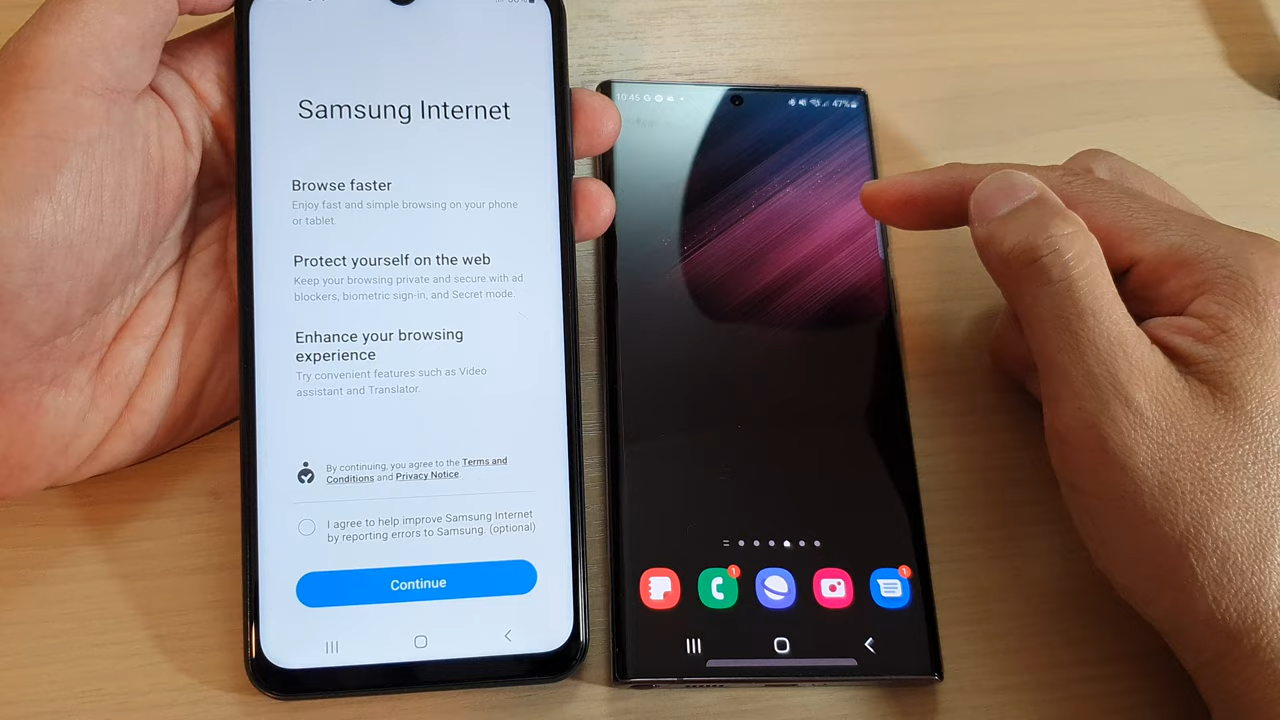 Samsung Internet
Browse faster
Enjoy fast and simple browsing on your phone
or tablet.
Protect yourself on the web
Keep your browsing private and secure with ad
blockers, biometric sign-in, and Secret mode.
Enhance your browsing
experience
Try convenient features such as Video
assistant and Translator.
By continuing, you agree to the Terms and
Conditions and Privacy Notice.
I agree to help improve Samsung Internet
by reporting errors to Samsung. (optional)
Continue
10:45
47%
1
1